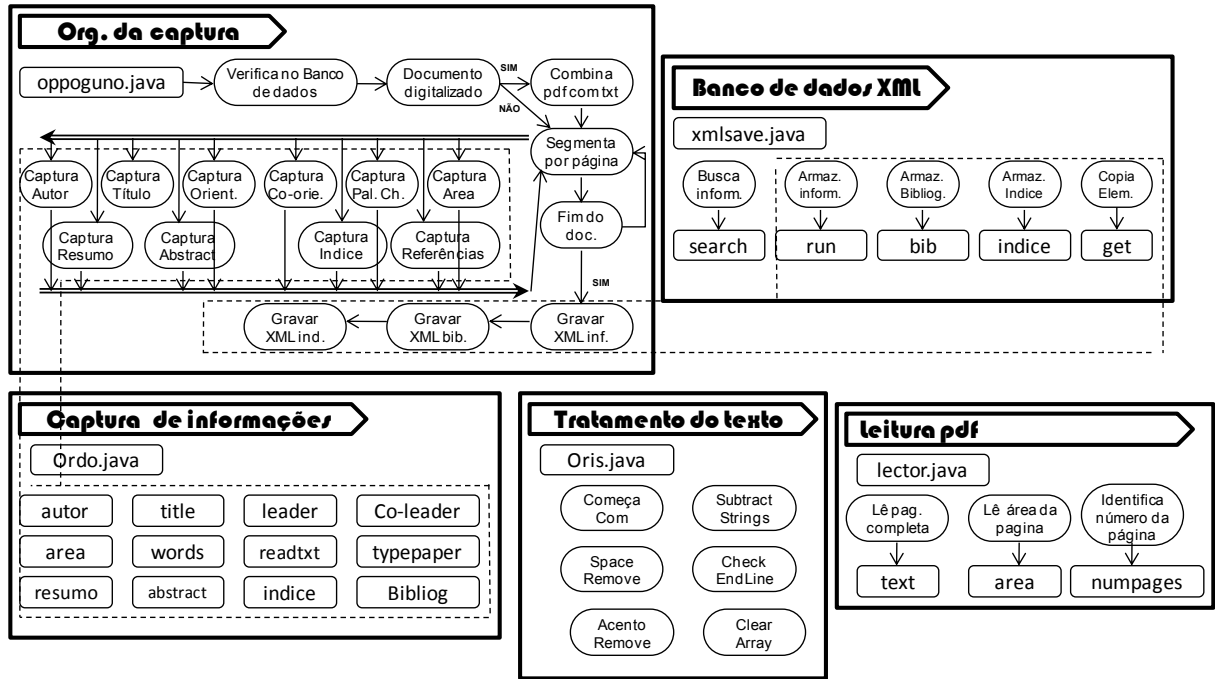 Org. da captura
oppoguno.java
Verifica no Banco
de dados
Documento
digitalizado
SIM
NÃO
Combina
pdf com txt
Segmenta
por página
Captura
Autor
Captura
Título
Captura
Orient.
Captura
Co-orie.
Captura
Pal. Ch.
Captura
Area
Captura
Resumo
Captura
Abstract
Captura
Indice
Captura
Referências
Fim do
doc.
SIM
Gravar
XML ind.
Gravar
XML bib.
Gravar
XML inf.
Banco de dados XML
xmlsave.java
Busca
inform.
Armaz.
inform.
Armaz.
Bibliog.
Armaz.
Indice
Copia
Elem.
search
run
bib
indice
get
Captura de informações
Ordo.java
autor
title
leader
Co-leader
area
words
readtxt
typepaper
resumo
abstract
indice
Bibliog
Tratamento do texto
Oris.java
Começa
Com
Subtract
Strings
Space
Remove
Check
EndLine
Acento
Remove
Clear
Array
Leitura pdf
lector.java
Lê pag.
completa
Lê área da
pagina
Identifica
número da
página
text
area
numpages